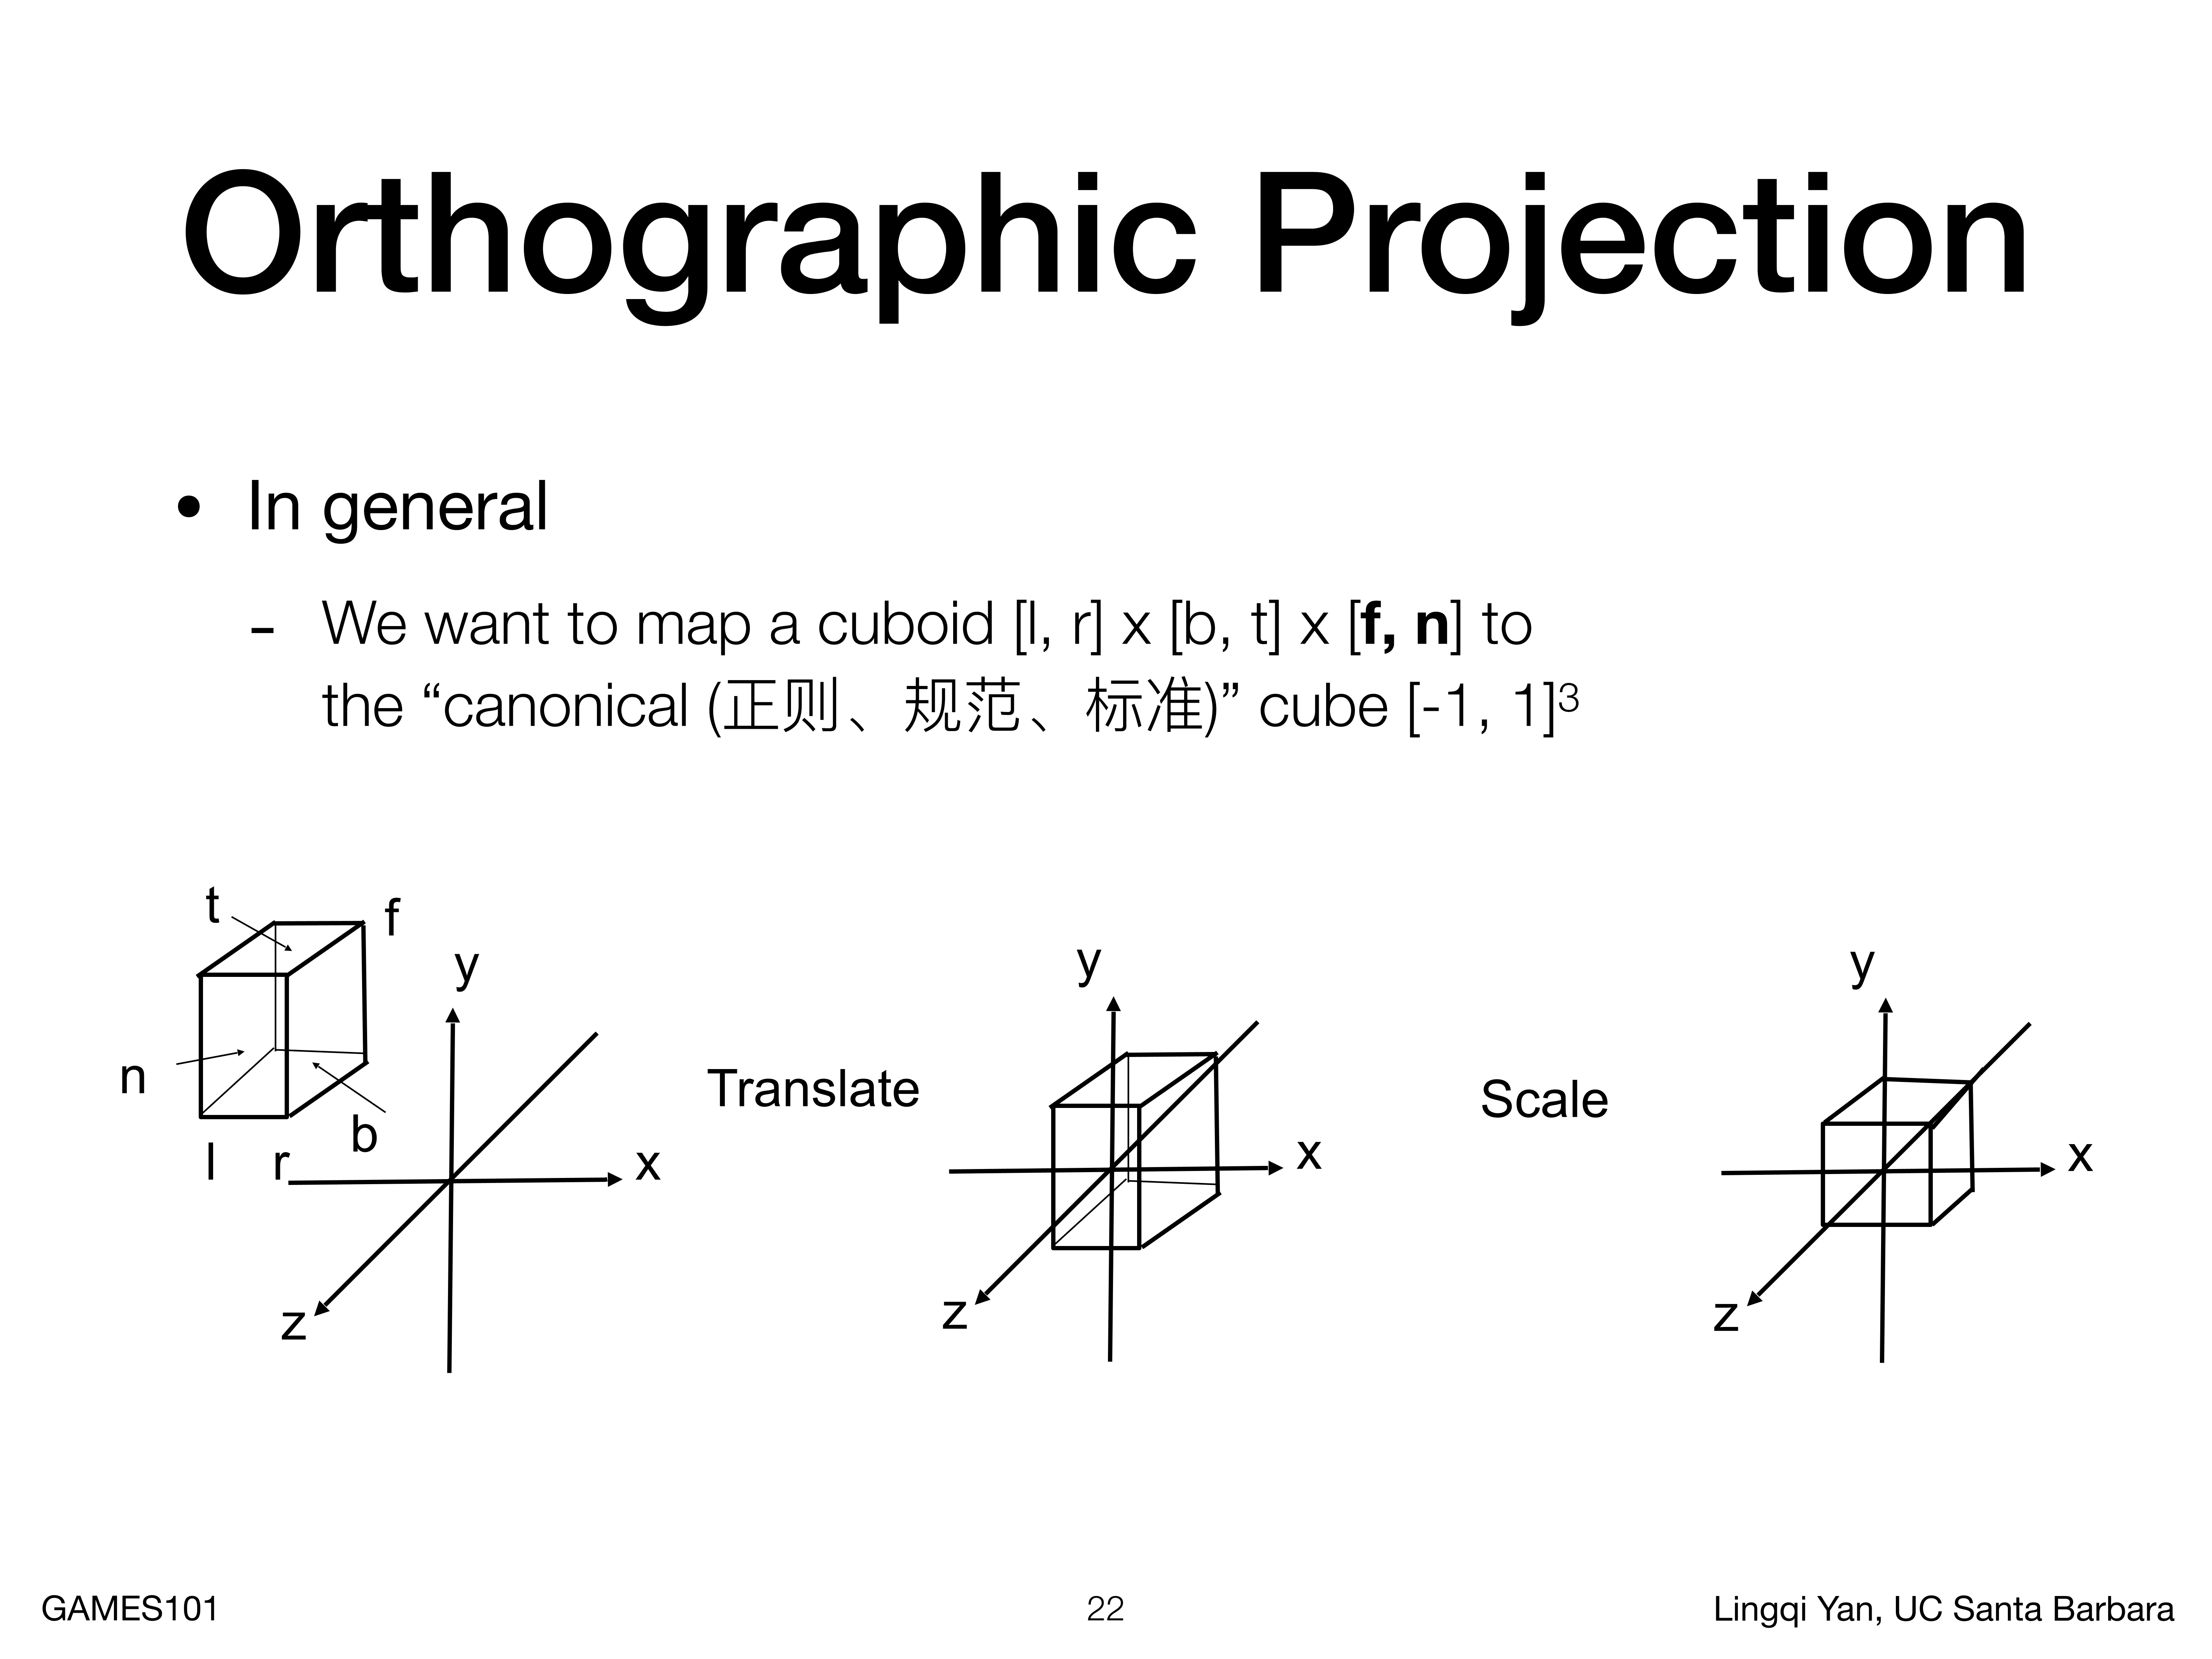 Orthographic Projection
• In general
- We want to map a cuboid [l, r] x [b, t] x [f, n] to
the “canonical (正则、规范、标准)” cube [-1, 1]³
t
f
n
l
r
b
y
x
z
Translate
y
x
z
Scale
y
x
z
GAMES101
22
Lingqi Yan, UC Santa Barbara